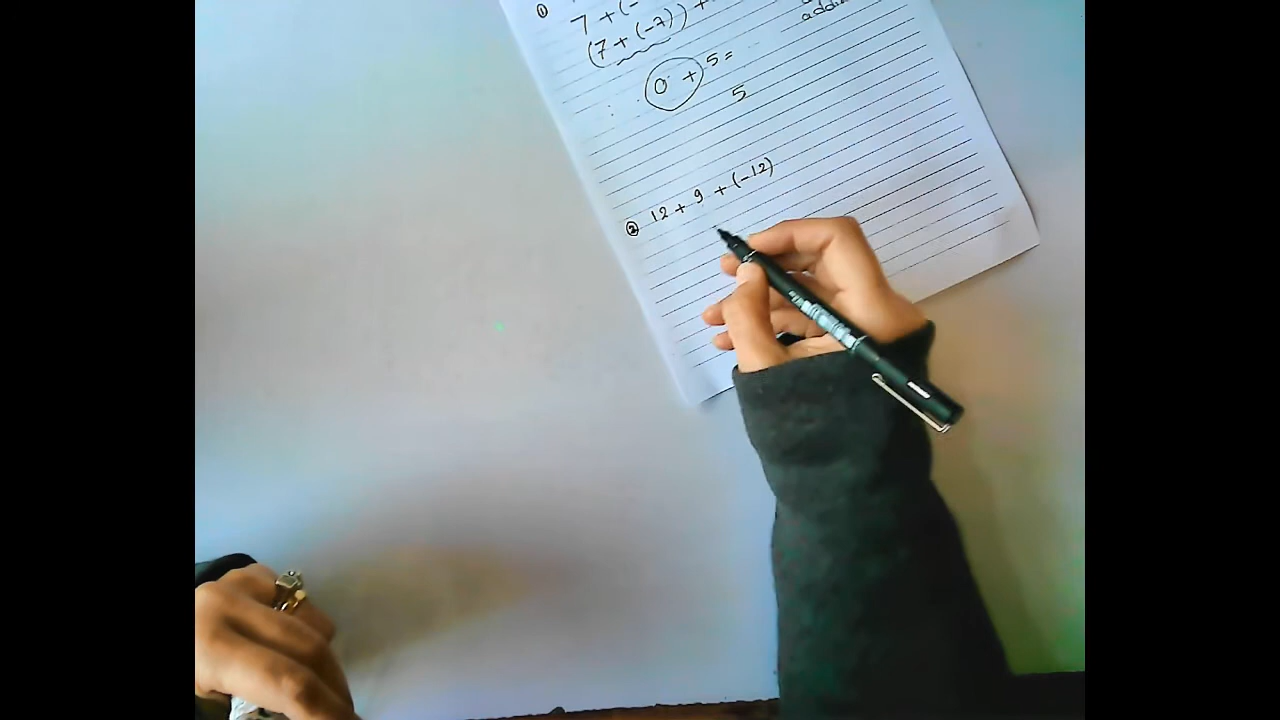 ①
7 + (-
(7 + (-7)) +
0 + 5 =
5
② 12 + 9 + (-12)